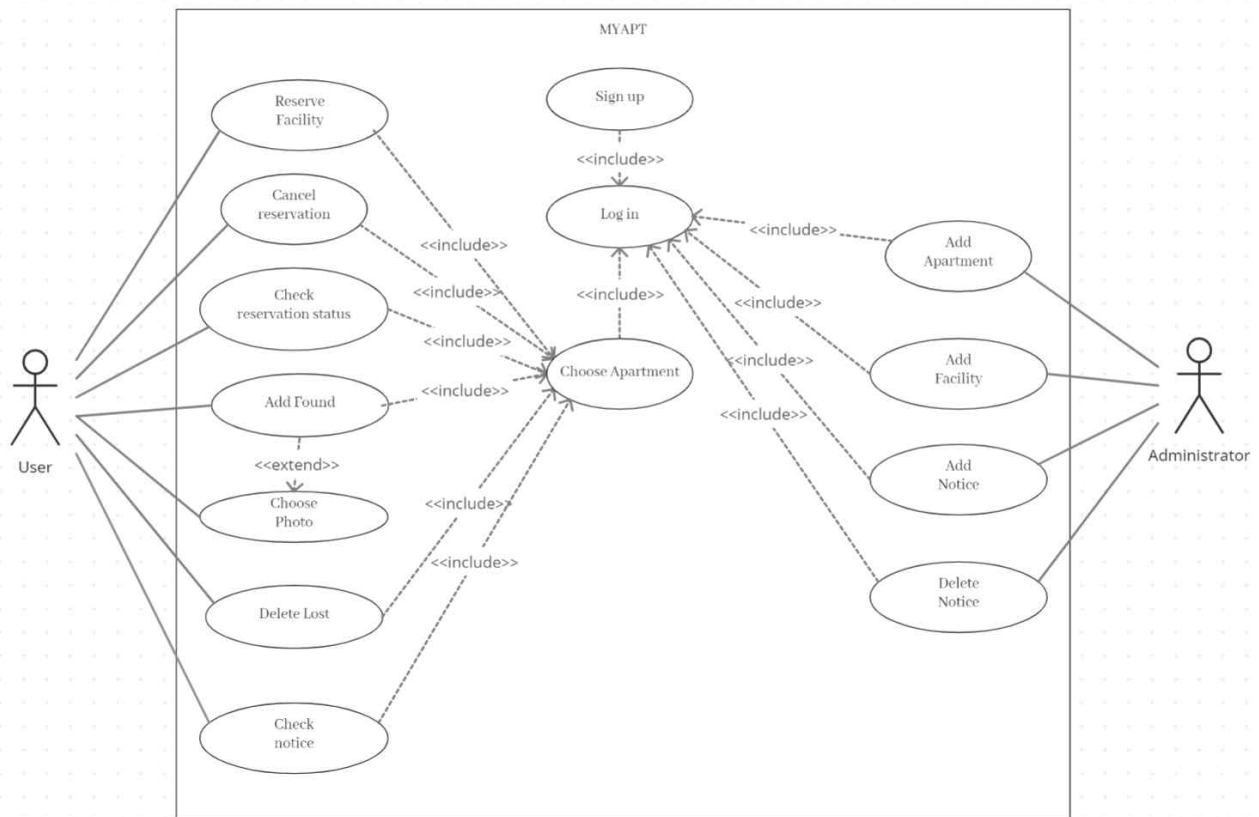 MYAPT
Reserve
Facility
Sign up
<<include>>
Cancel
reservation
Log in
<<include>>
Add
Apartment
<<include>>
<<include>>
<<include>>
Check
reservation status
<<include>>
<<include>>
Choose Apartment
<<include>>
Add
Facility
<<include>>
Add Found
<<include>>
User
<<extend>>
Administrator
Add
Notice
Choose
Photo
<<include>>
<<include>>
Delete Lost
Delete
Notice
Check
notice